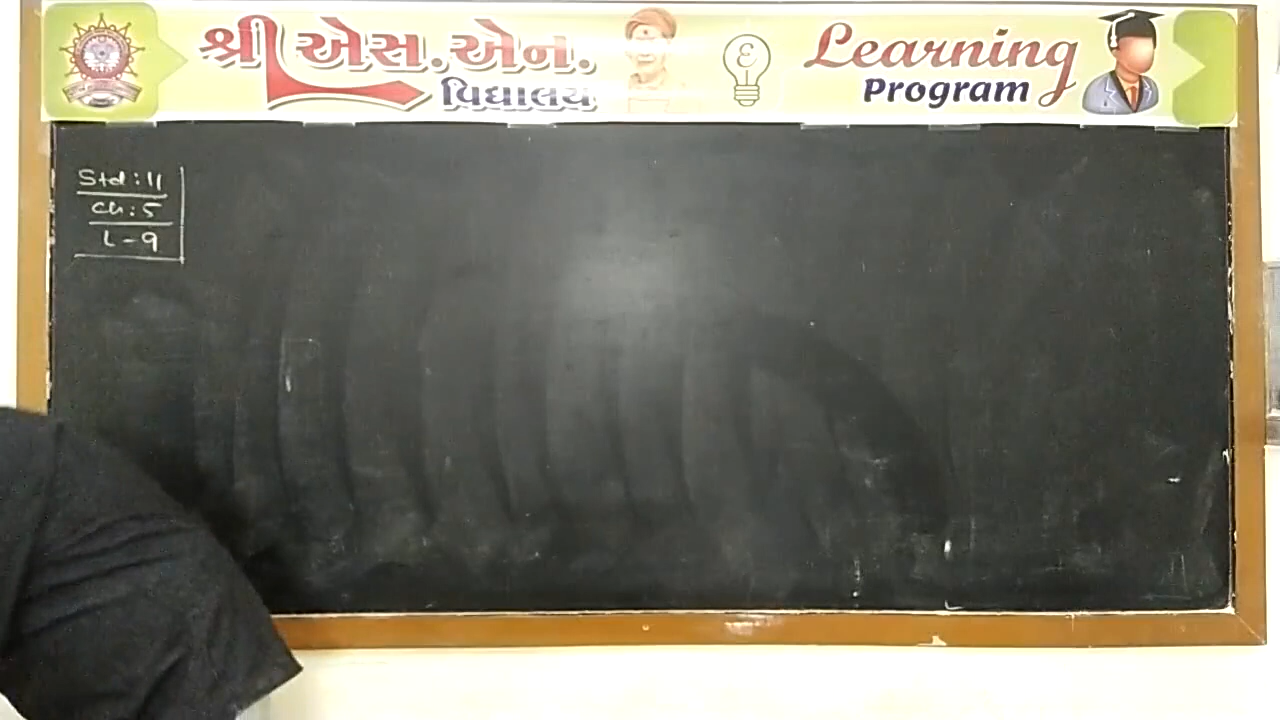 શ્રી એસ.એન.
વિદ્યાલય
Learning
Program
Std : 11
Ch : 5
L - 9